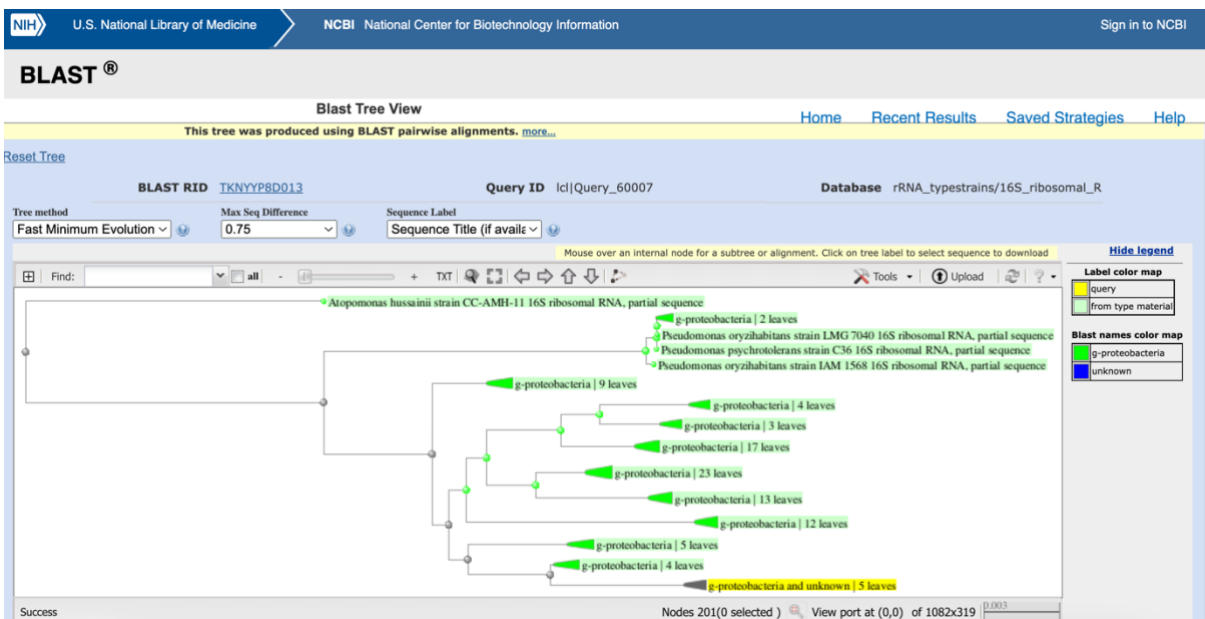 NIH U.S. National Library of Medicine NCBI National Center for Biotechnology Information Sign in to NCBI
BLAST ®
Blast Tree View
Home Recent Results Saved Strategies Help
This tree was produced using BLAST pairwise alignments. more...
Reset Tree
BLAST RID TKNYYP8D013 Query ID lcl|Query_60007 Database rRNA_typestrains/16S_ribosomal_R
Tree method Max Seq Difference Sequence Label
Fast Minimum Evolution 0.75 Sequence Title (if availa
Mouse over an internal node for a subtree or alignment. Click on tree label to select sequence to download
Hide legend
Find: all - + TXT Tools Upload ?
Label color map
query
from type material
Blast names color map
g-proteobacteria
unknown
Atopomonas hussainii strain CC-AMH-11 16S ribosomal RNA, partial sequence
g-proteobacteria | 2 leaves
Pseudomonas oryzihabitans strain LMG 7040 16S ribosomal RNA, partial sequence
Pseudomonas psychrotolerans strain C36 16S ribosomal RNA, partial sequence
Pseudomonas oryzihabitans strain IAM 1568 16S ribosomal RNA, partial sequence
g-proteobacteria | 9 leaves
g-proteobacteria | 4 leaves
g-proteobacteria | 3 leaves
g-proteobacteria | 17 leaves
g-proteobacteria | 23 leaves
g-proteobacteria | 13 leaves
g-proteobacteria | 12 leaves
g-proteobacteria | 5 leaves
g-proteobacteria | 4 leaves
g-proteobacteria and unknown | 5 leaves
Success Nodes 201(0 selected ) View port at (0,0) of 1082x319 0.003